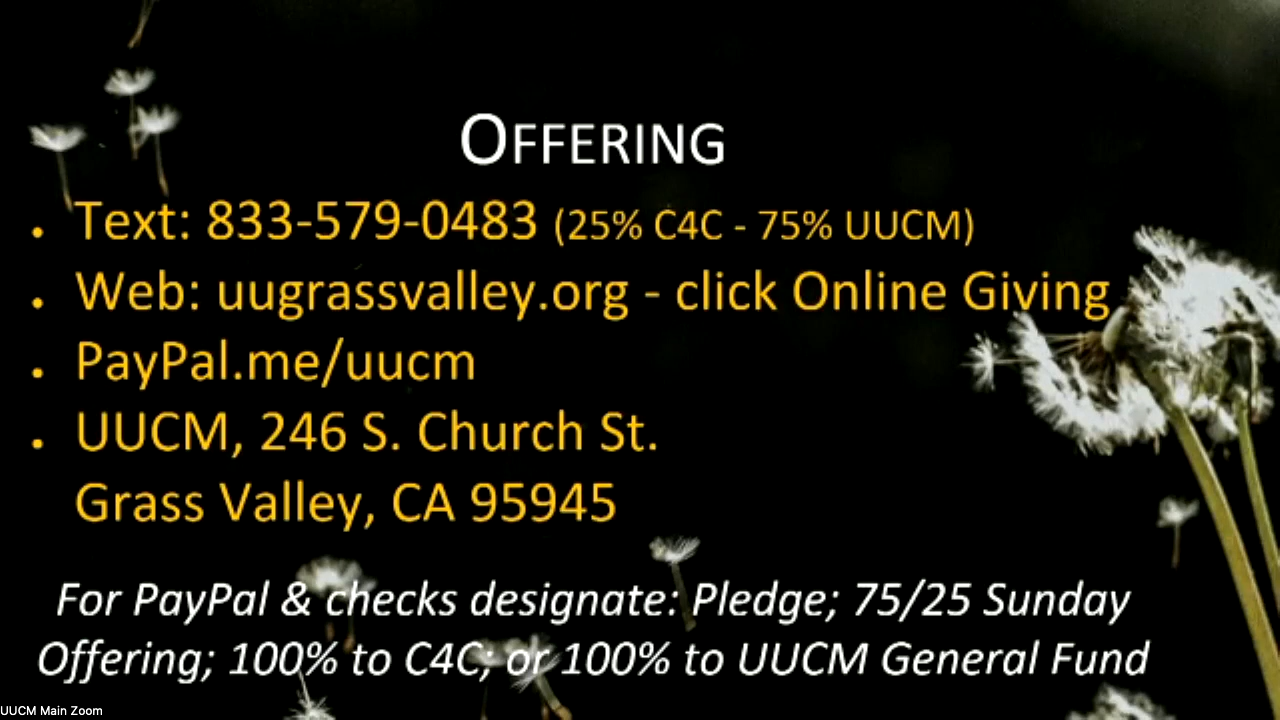 OFFERING
• Text: 833-579-0483 (25% C4C - 75% UUCM)
• Web: uugrassvalley.org - click Online Giving
• PayPal.me/uucm
• UUCM, 246 S. Church St.
Grass Valley, CA 95945
For PayPal & checks designate: Pledge; 75/25 Sunday
Offering; 100% to C4C; or 100% to UUCM General Fund
UUCM Main Zoom